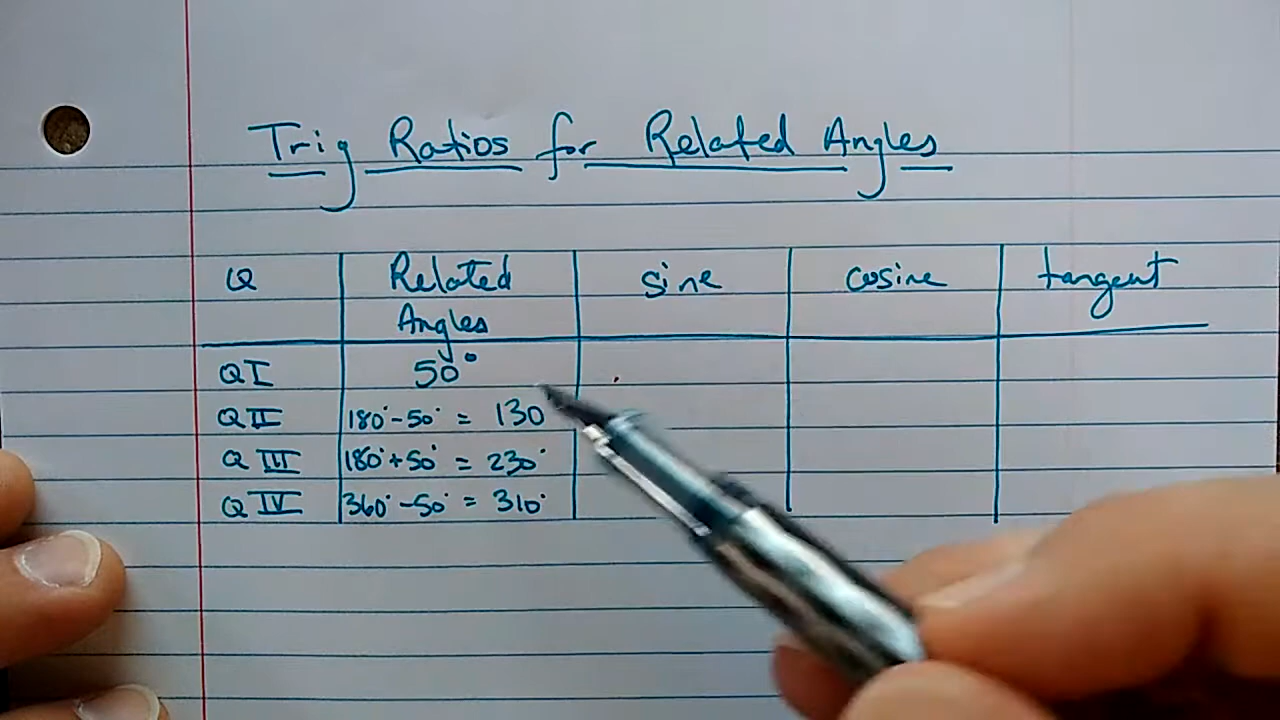 Trig Ratios for Related Angles
Q Related Angles sine cosine tangent
QI 50°
QII 180°-50° = 130
QIII 180°+50° = 230°
QIV 360°-50° = 310°